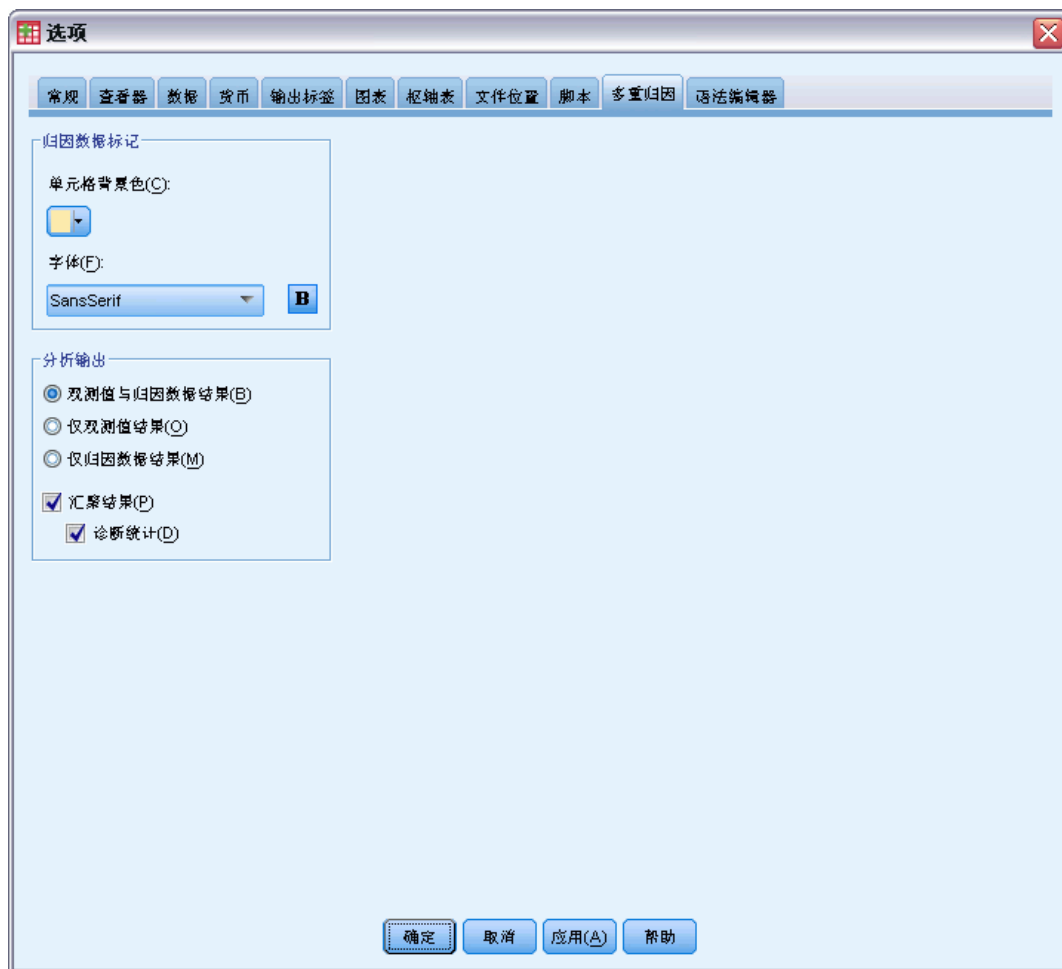 选项
常规 查看器 数据 货币 输出标签 图表 枢轴表 文件位置 脚本 多重归因 语法编辑器
归因数据标记
单元格背景色(C):
字体(F):
SansSerif B
分析输出
观测值与归因数据结果(B)
仅观测值结果(O)
仅归因数据结果(M)
汇聚结果(P)
诊断统计(D)
确定 取消 应用(A) 帮助